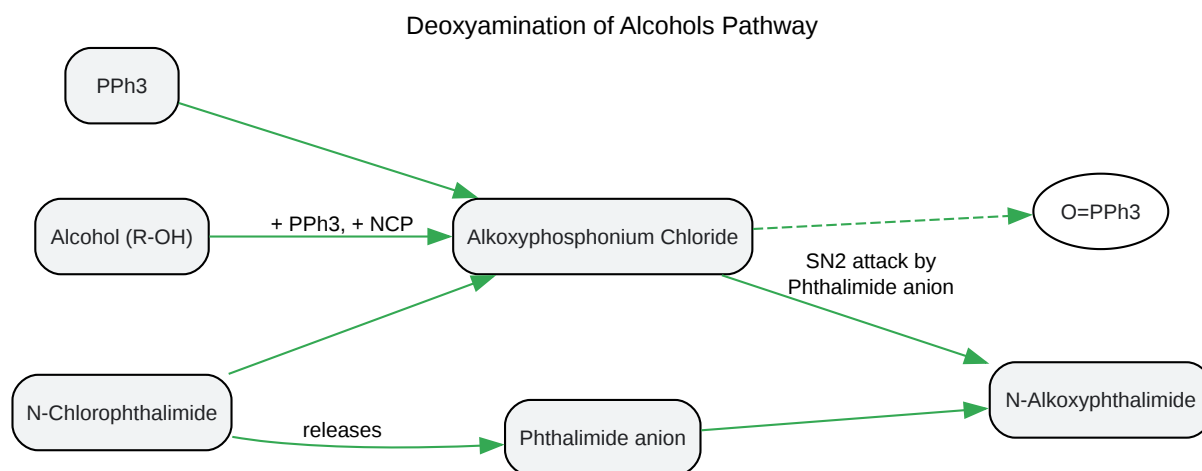 Deoxyamination of Alcohols Pathway
PPh3
Alcohol (R-OH)
+ PPh3, + NCP
Alkoxyphosphonium Chloride
O=PPh3
SN2 attack by
Phthalimide anion
N-Chlorophthalimide
releases
Phthalimide anion
N-Alkoxyphthalimide